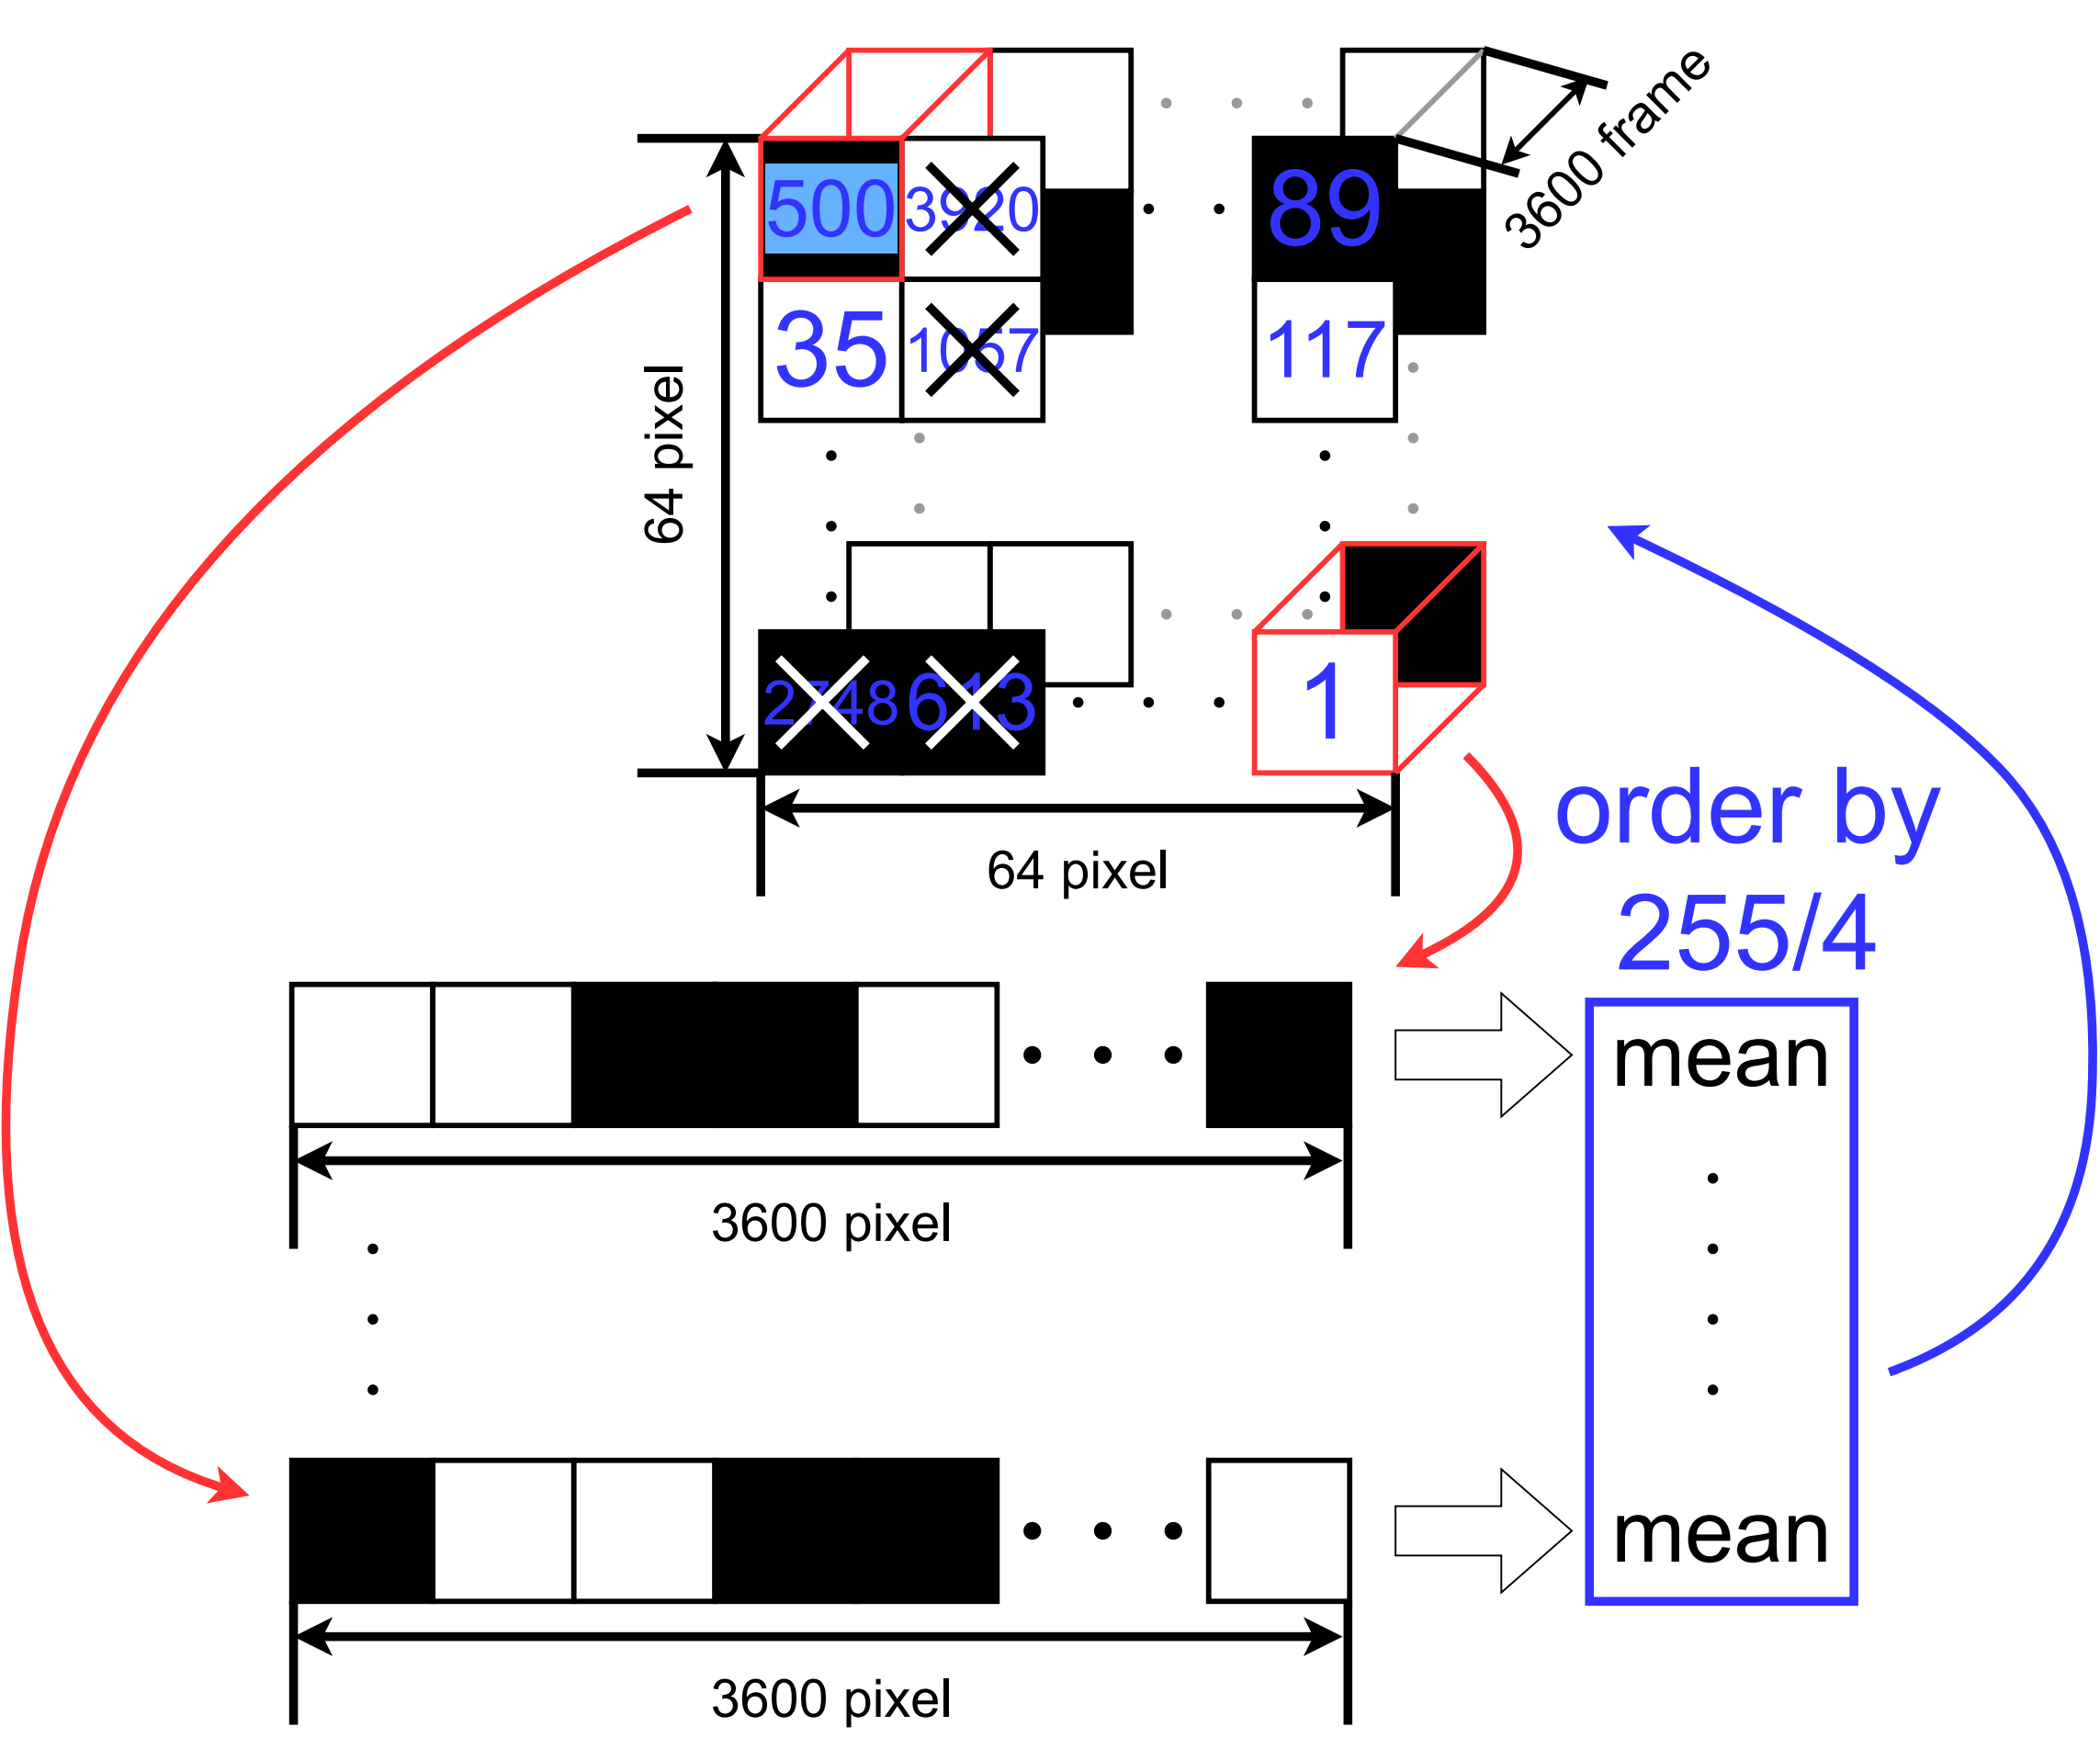 3600 frame
500
3920
89
35
1057
117
64 pixel
2748
613
1
64 pixel
order by
255/4
mean
3600 pixel
mean
3600 pixel